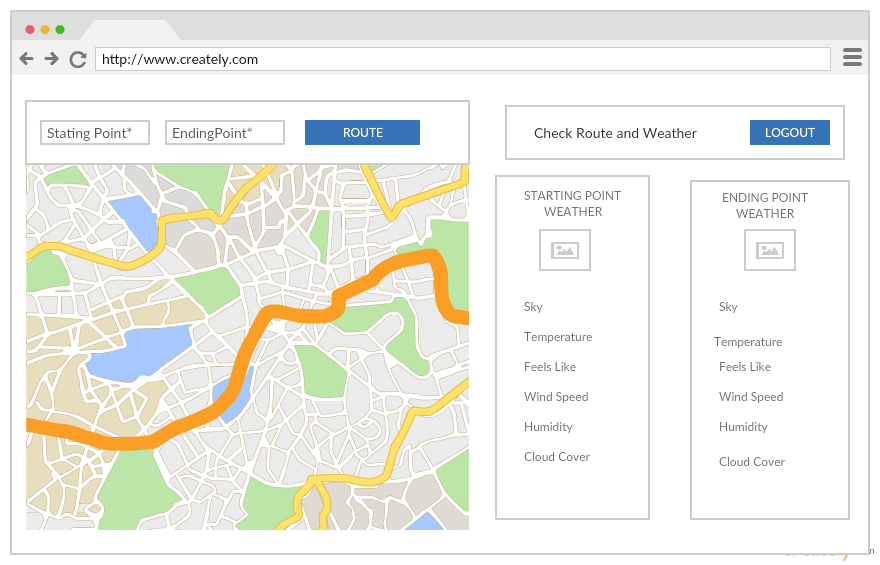 http://www.creately.com
Stating Point*
EndingPoint*
ROUTE
Check Route and Weather
LOGOUT
STARTING POINT
WEATHER
Sky
Temperature
Feels Like
Wind Speed
Humidity
Cloud Cover
ENDING POINT
WEATHER
Sky
Temperature
Feels Like
Wind Speed
Humidity
Cloud Cover